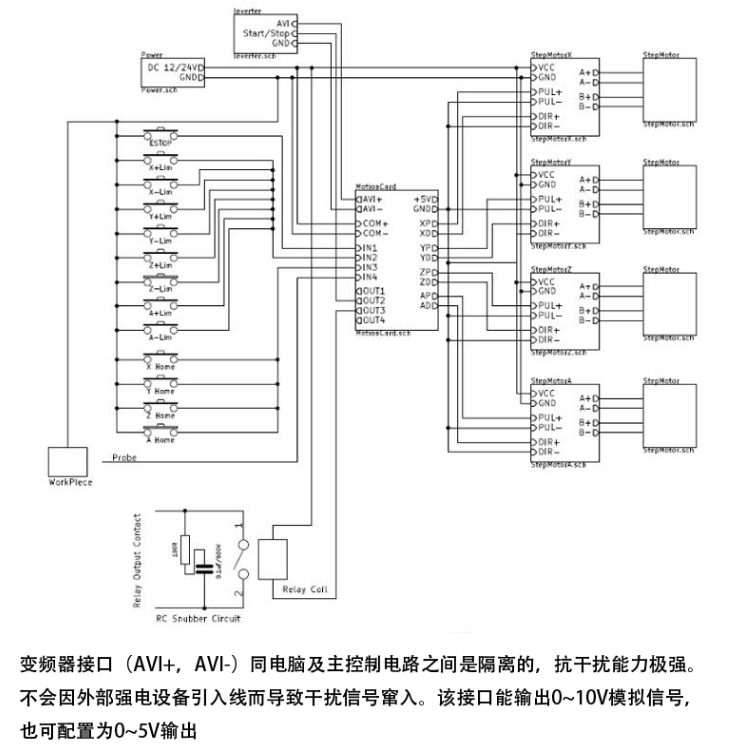 Inverter
AVI
Start/Stop
GND
Inverter.sch
Power
DC 12/24V
GND
Power.sch
StepMotorX
VCC
GND
PUL+
PUL-
DIR+
DIR-
A+
A-
B+
B-
StepMotorX.sch
StepMotor
StepMotor.sch
ESTOP
X+Lim
X-Lim
Y+Lim
Y-Lim
Z+Lim
Z-Lim
A+Lim
A-Lim
X Home
Y Home
Z Home
A Home
Probe
WorkPiece
MotionCard
AVI+
AVI-
COM+
COM-
IN1
IN2
IN3
IN4
OUT1
OUT2
OUT3
OUT4
+5V
GND
XP
XD
YP
YD
ZP
ZD
AP
AD
MotionCard.sch
StepMotorY
VCC
GND
PUL+
PUL-
DIR+
DIR-
A+
A-
B+
B-
StepMotorY.sch
StepMotor
StepMotor.sch
StepMotorZ
VCC
GND
PUL+
PUL-
DIR+
DIR-
A+
A-
B+
B-
StepMotorZ.sch
StepMotor
StepMotor.sch
StepMotorA
VCC
GND
PUL+
PUL-
DIR+
DIR-
A+
A-
B+
B-
StepMotorA.sch
StepMotor
StepMotor.sch
Relay Output Contact
1
2
Relay Coil
RC Snubber Circuit
变频器接口（AVI+，AVI-）同电脑及主控制电路之间是隔离的，抗干扰能力极强。
不会因外部强电设备引入线而导致干扰信号窜入。该接口能输出0~10V模拟信号，
也可配置为0~5V输出